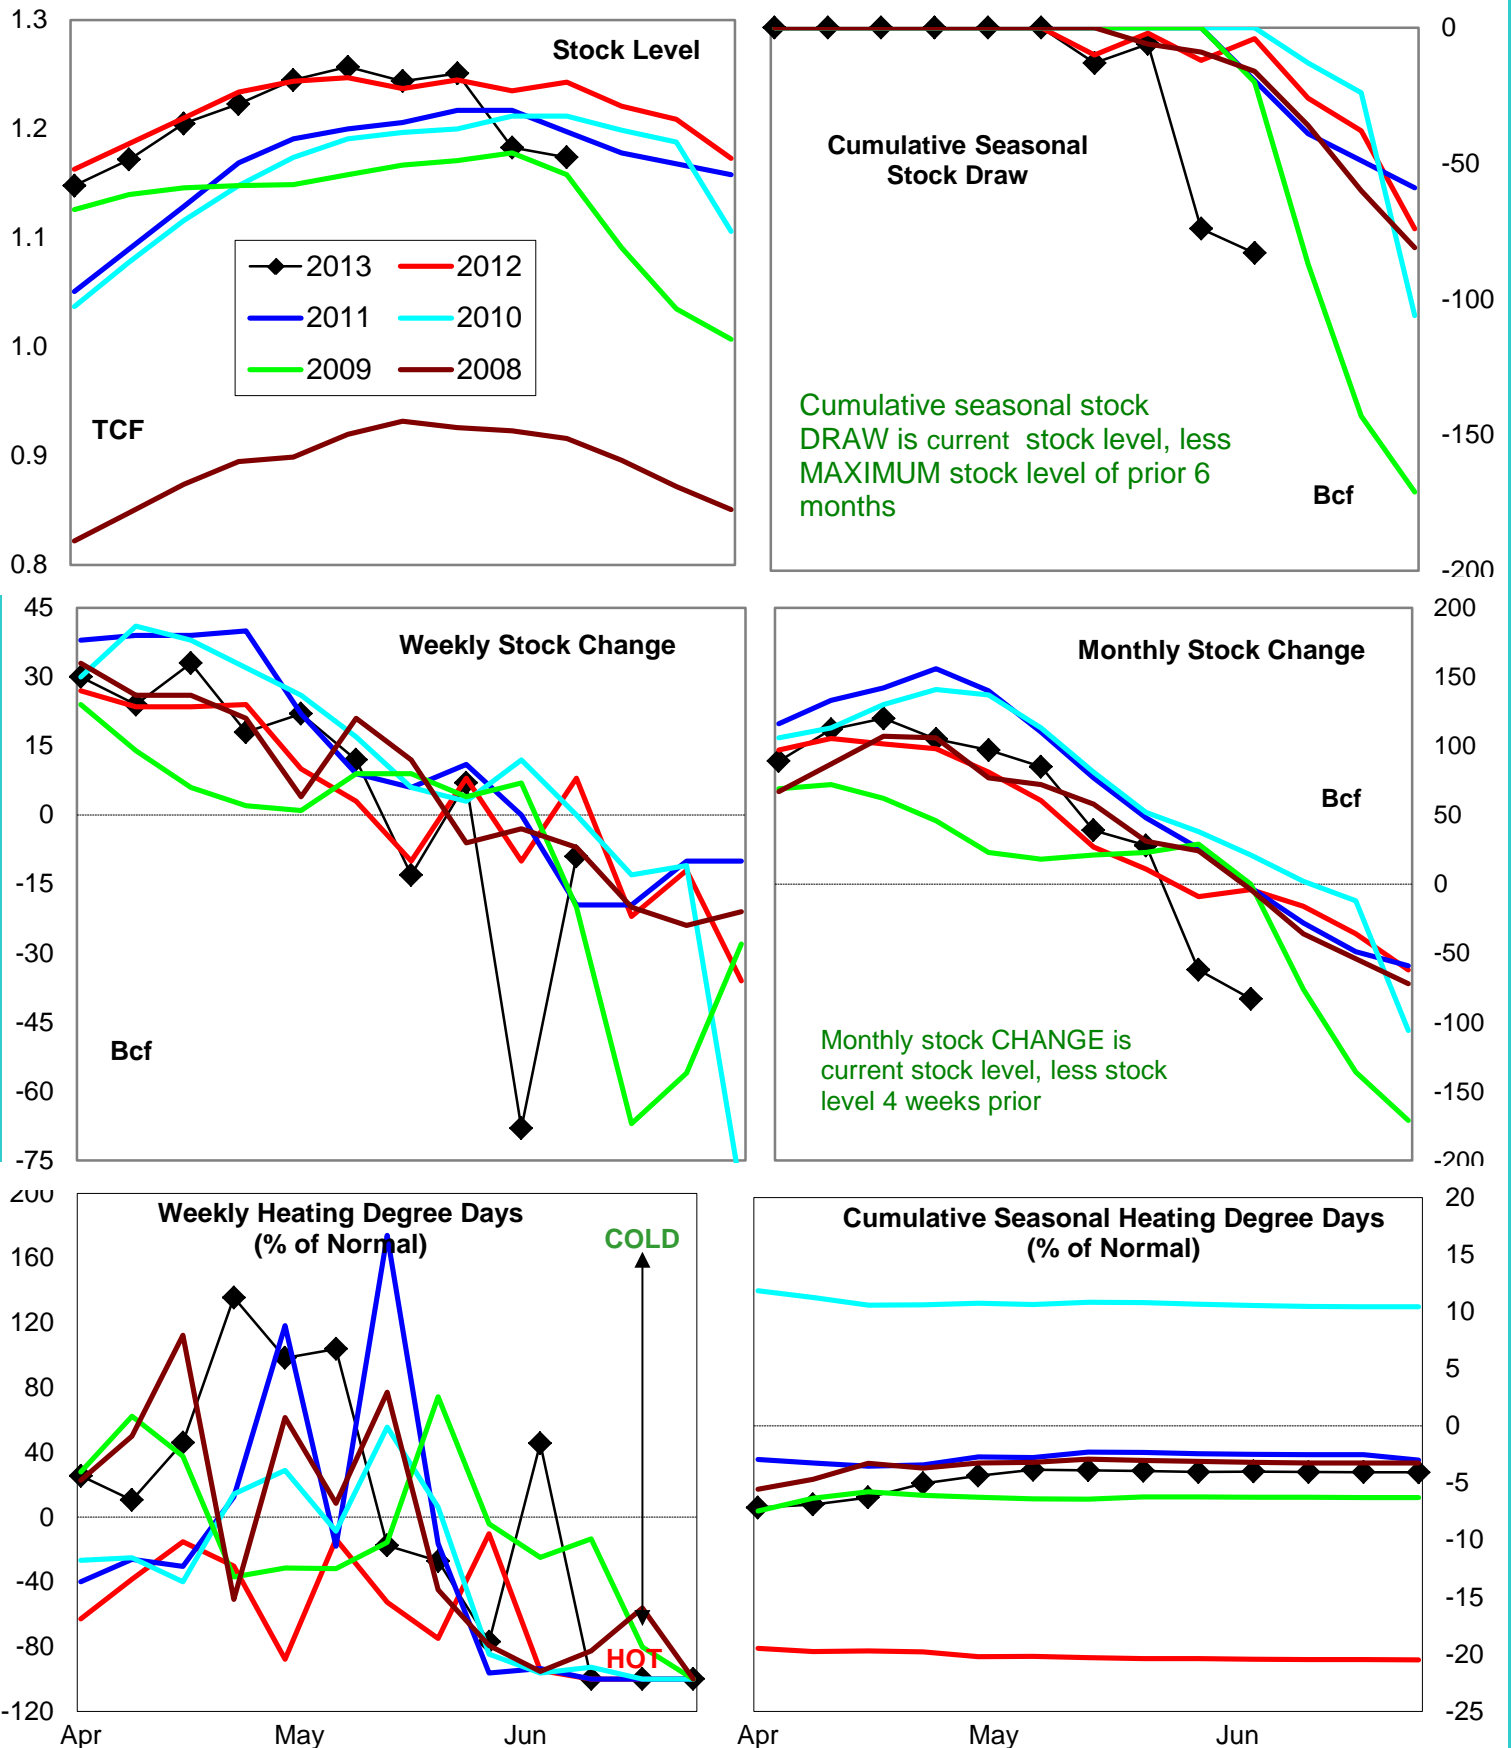 Stock Level
1.3
1.2
1.1
1.0
0.9
0.8
2013
2012
2011
2010
2009
2008
TCF
Cumulative Seasonal
Stock Draw
0
-50
-100
-150
-200
Cumulative seasonal stock
DRAW is current stock level, less
MAXIMUM stock level of prior 6
months
Bcf
Weekly Stock Change
45
30
15
0
-15
-30
-45
-60
-75
Bcf
Monthly Stock Change
200
150
100
50
0
-50
-100
-150
-200
Bcf
Monthly stock CHANGE is
current stock level, less stock
level 4 weeks prior
Weekly Heating Degree Days
(% of Normal)
200
160
120
80
40
0
-40
-80
-120
COLD
HOT
Apr
May
Jun
Cumulative Seasonal Heating Degree Days
(% of Normal)
20
15
10
5
0
-5
-10
-15
-20
-25
Apr
May
Jun